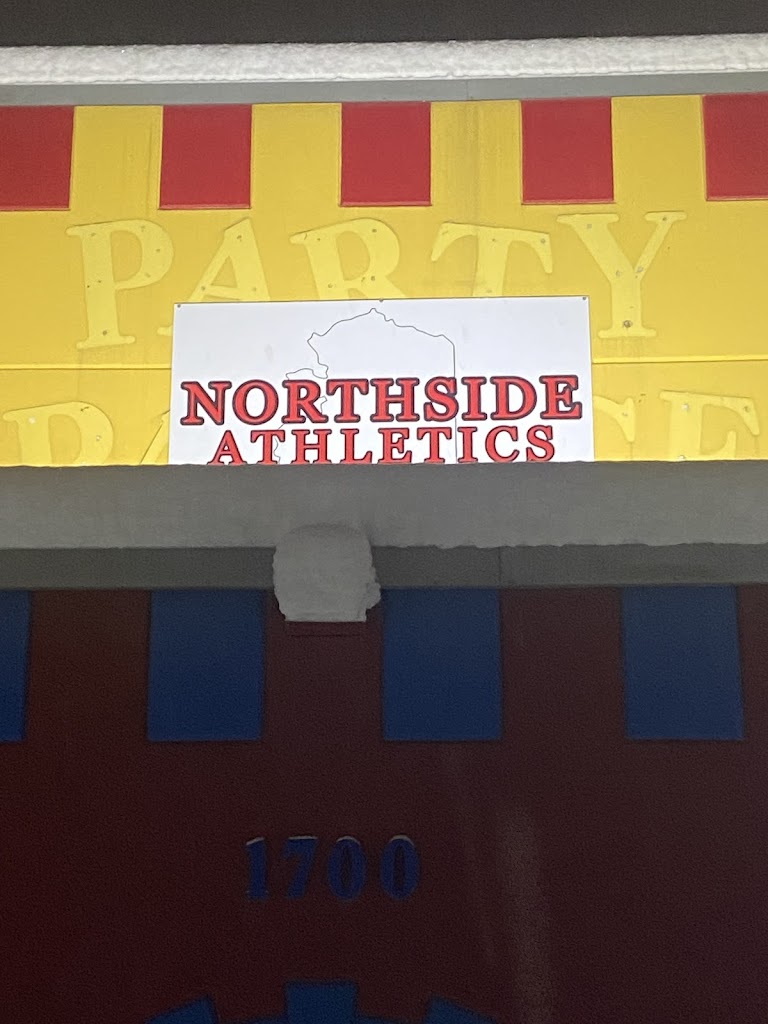 PARTY
NORTHSIDE
ATHLETICS
1700